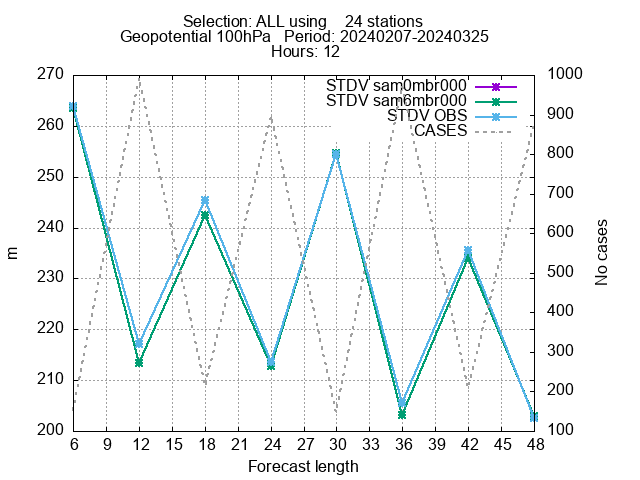 Selection: ALL using    24 stations
Geopotential 100hPa   Period: 20240207-20240325
Hours: 12
STDV sam0mbr000
STDV sam6mbr000
STDV OBS
CASES
270
260
250
240
230
220
210
200
m
1000
900
800
700
600
500
400
300
200
100
No cases
6 9 12 15 18 21 24 27 30 33 36 39 42 45 48
Forecast length